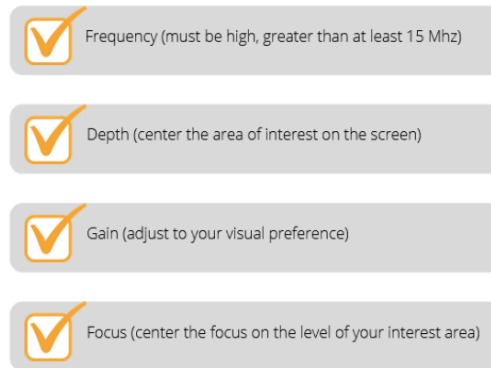 Frequency (must be high, greater than at least 15 Mhz)
Depth (center the area of interest on the screen)
Gain (adjust to your visual preference)
Focus (center the focus on the level of your interest area)